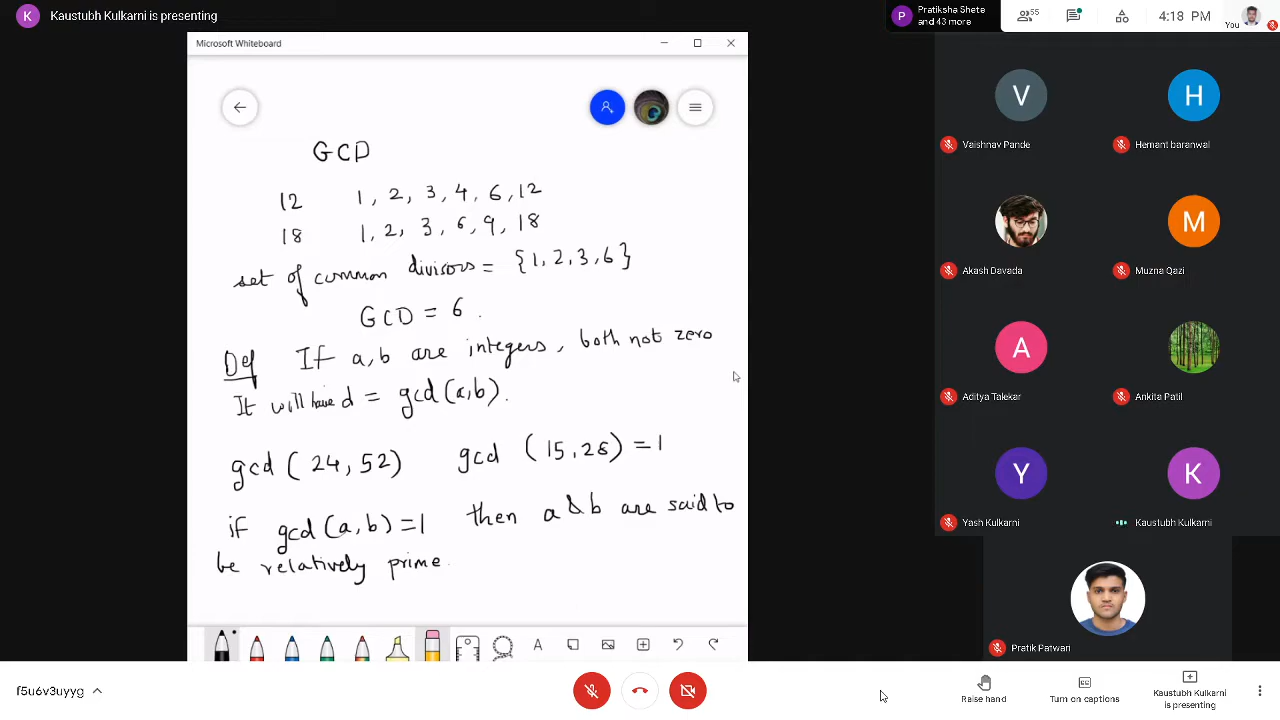 K Kaustubh Kulkarni is presenting
P Pratiksha Shete
and 43 more
55
4:18 PM
You
Microsoft Whiteboard
GCD
12 1, 2, 3, 4, 6, 12
18 1, 2, 3, 6, 9, 18
set of common divisors = {1, 2, 3, 6}
GCD = 6.
Def If a, b are integers, both not zero
It will have d = gcd(a,b).
gcd (24, 52) gcd (15, 28) = 1
if gcd(a, b) = 1 then a & b are said to
be relatively prime.
A
V
Vaishnav Pande
H
Hemant baranwal
Akash Davada
M
Muzna Qazi
A
Aditya Talekar
Ankita Patil
Y
Yash Kulkarni
K
Kaustubh Kulkarni
Pratik Patwari
f5u6v3uyyg
Raise hand
Turn on captions
Kaustubh Kulkarni
is presenting